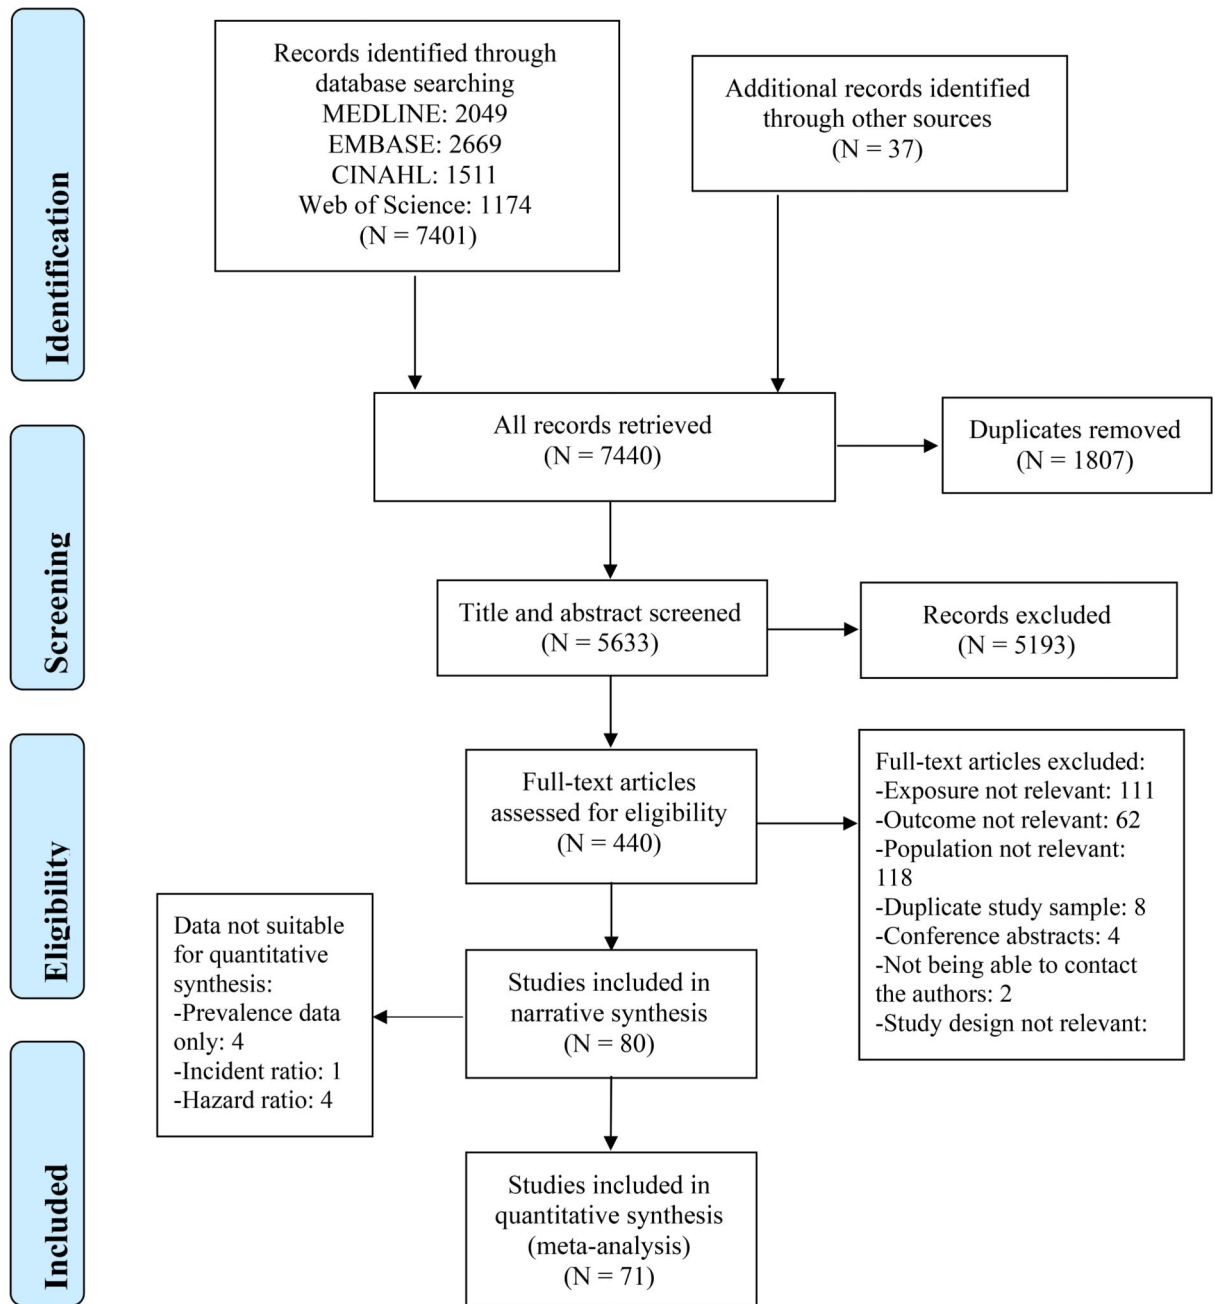 Identification
Records identified through
database searching
MEDLINE: 2049
EMBASE: 2669
CINAHL: 1511
Web of Science: 1174
(N = 7401)
Additional records identified
through other sources
(N = 37)
All records retrieved
(N = 7440)
Duplicates removed
(N = 1807)
Screening
Title and abstract screened
(N = 5633)
Records excluded
(N = 5193)
Eligibility
Full-text articles
assessed for eligibility
(N = 440)
Full-text articles excluded:
-Exposure not relevant: 111
-Outcome not relevant: 62
-Population not relevant:
118
-Duplicate study sample: 8
-Conference abstracts: 4
-Not being able to contact
the authors: 2
-Study design not relevant:
Data not suitable
for quantitative
synthesis:
-Prevalence data
only: 4
-Incident ratio: 1
-Hazard ratio: 4
Studies included in
narrative synthesis
(N = 80)
Included
Studies included in
quantitative synthesis
(meta-analysis)
(N = 71)